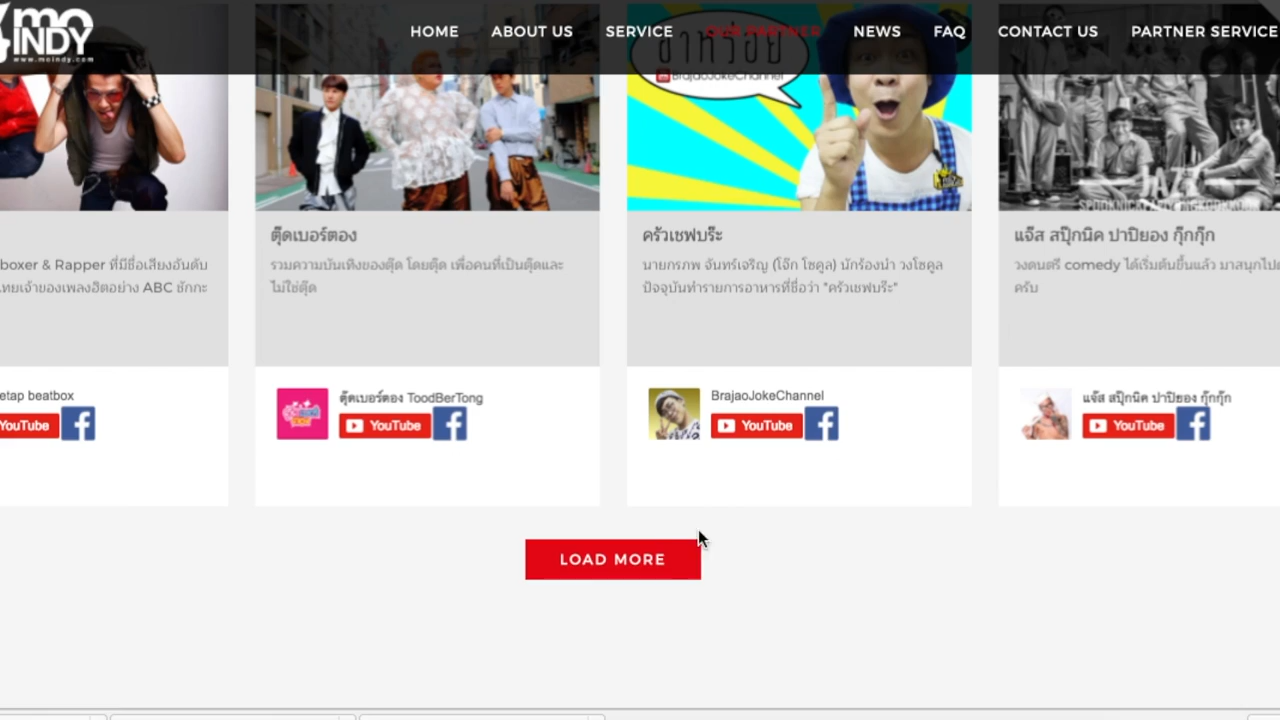 mo
INDY
www.moindy.com
HOME
ABOUT US
SERVICE
OUR PARTNER
NEWS
FAQ
CONTACT US
PARTNER SERVICE
BrajaoJokeChannel
JAZZ
boxer & Rapper ที่มีชื่อเสียงอันดับ
ไทยเจ้าของเพลงฮิตอย่าง ABC ชักกะ
etap beatbox
YouTube
ตุ๊ดเบอร์ตอง
รวมความบันเทิงของตุ๊ด โดยตุ๊ด เพื่อคนที่เป็นตุ๊ดและ
ไม่ใช่ตุ๊ด
ตุ๊ดเบอร์ตอง ToodBerTong
YouTube
ครัวเชฟบร๊ะ
นายกรภพ จันทร์เจริญ (โจ๊ก โซคูล) นักร้องนำ วงโซคูล
ปัจจุบันทำรายการอาหารที่ชื่อว่า "ครัวเชฟบร๊ะ"
BrajaoJokeChannel
YouTube
แจ๊ส สปุ๊กนิค ปาปิยอง กุ๊กกุ๊ก
วงดนตรี comedy ได้เริ่มต้นขึ้นแล้ว มาสนุกไป
ครับ
แจ๊ส สปุ๊กนิค ปาปิยอง กุ๊กกุ๊ก
YouTube
LOAD MORE